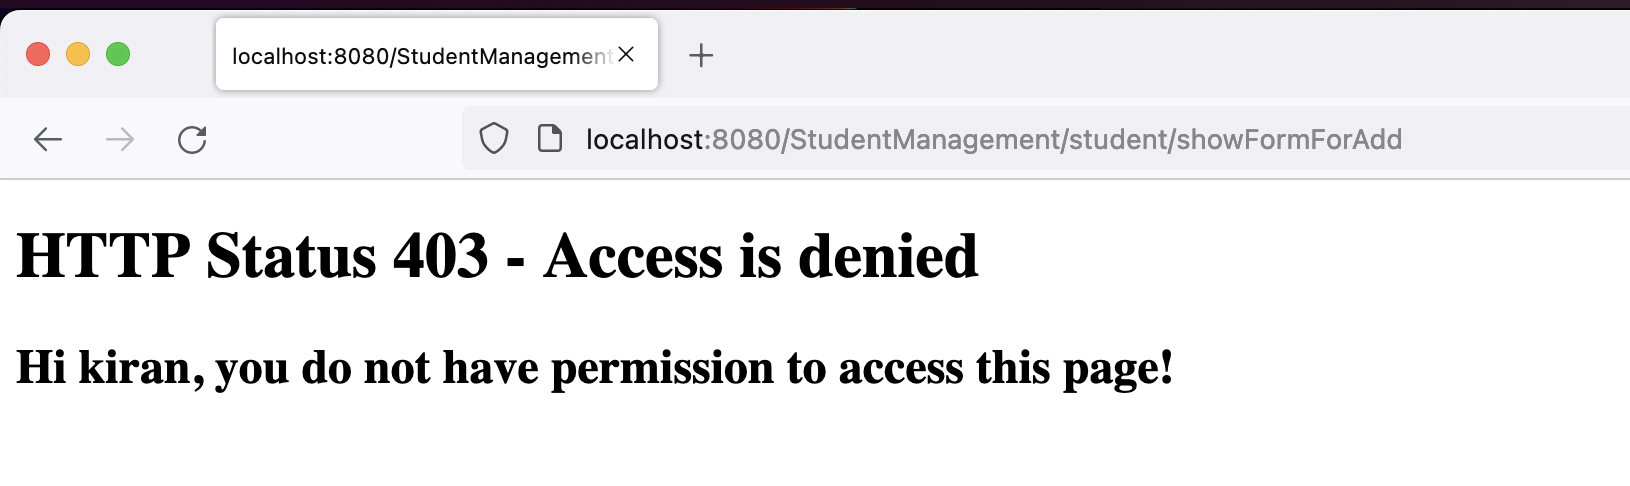 localhost:8080/StudentManagement
localhost:8080/StudentManagement/student/showFormForAdd
HTTP Status 403 - Access is denied
Hi kiran, you do not have permission to access this page!